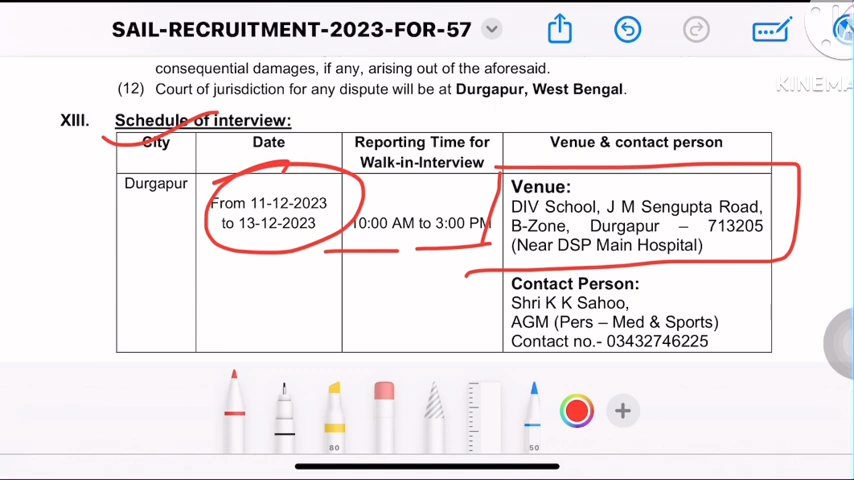 SAIL-RECRUITMENT-2023-FOR-57
KINEMA
consequential damages, if any, arising out of the aforesaid.
(12) Court of jurisdiction for any dispute will be at Durgapur, West Bengal.
XIII. Schedule of interview:
City Date Reporting Time for Walk-in-Interview Venue & contact person
Durgapur
From 11-12-2023
to 13-12-2023
10:00 AM to 3:00 PM
Venue:
DIV School, J M Sengupta Road,
B-Zone, Durgapur – 713205
(Near DSP Main Hospital)
Contact Person:
Shri K K Sahoo,
AGM (Pers – Med & Sports)
Contact no.- 03432746225
80
50